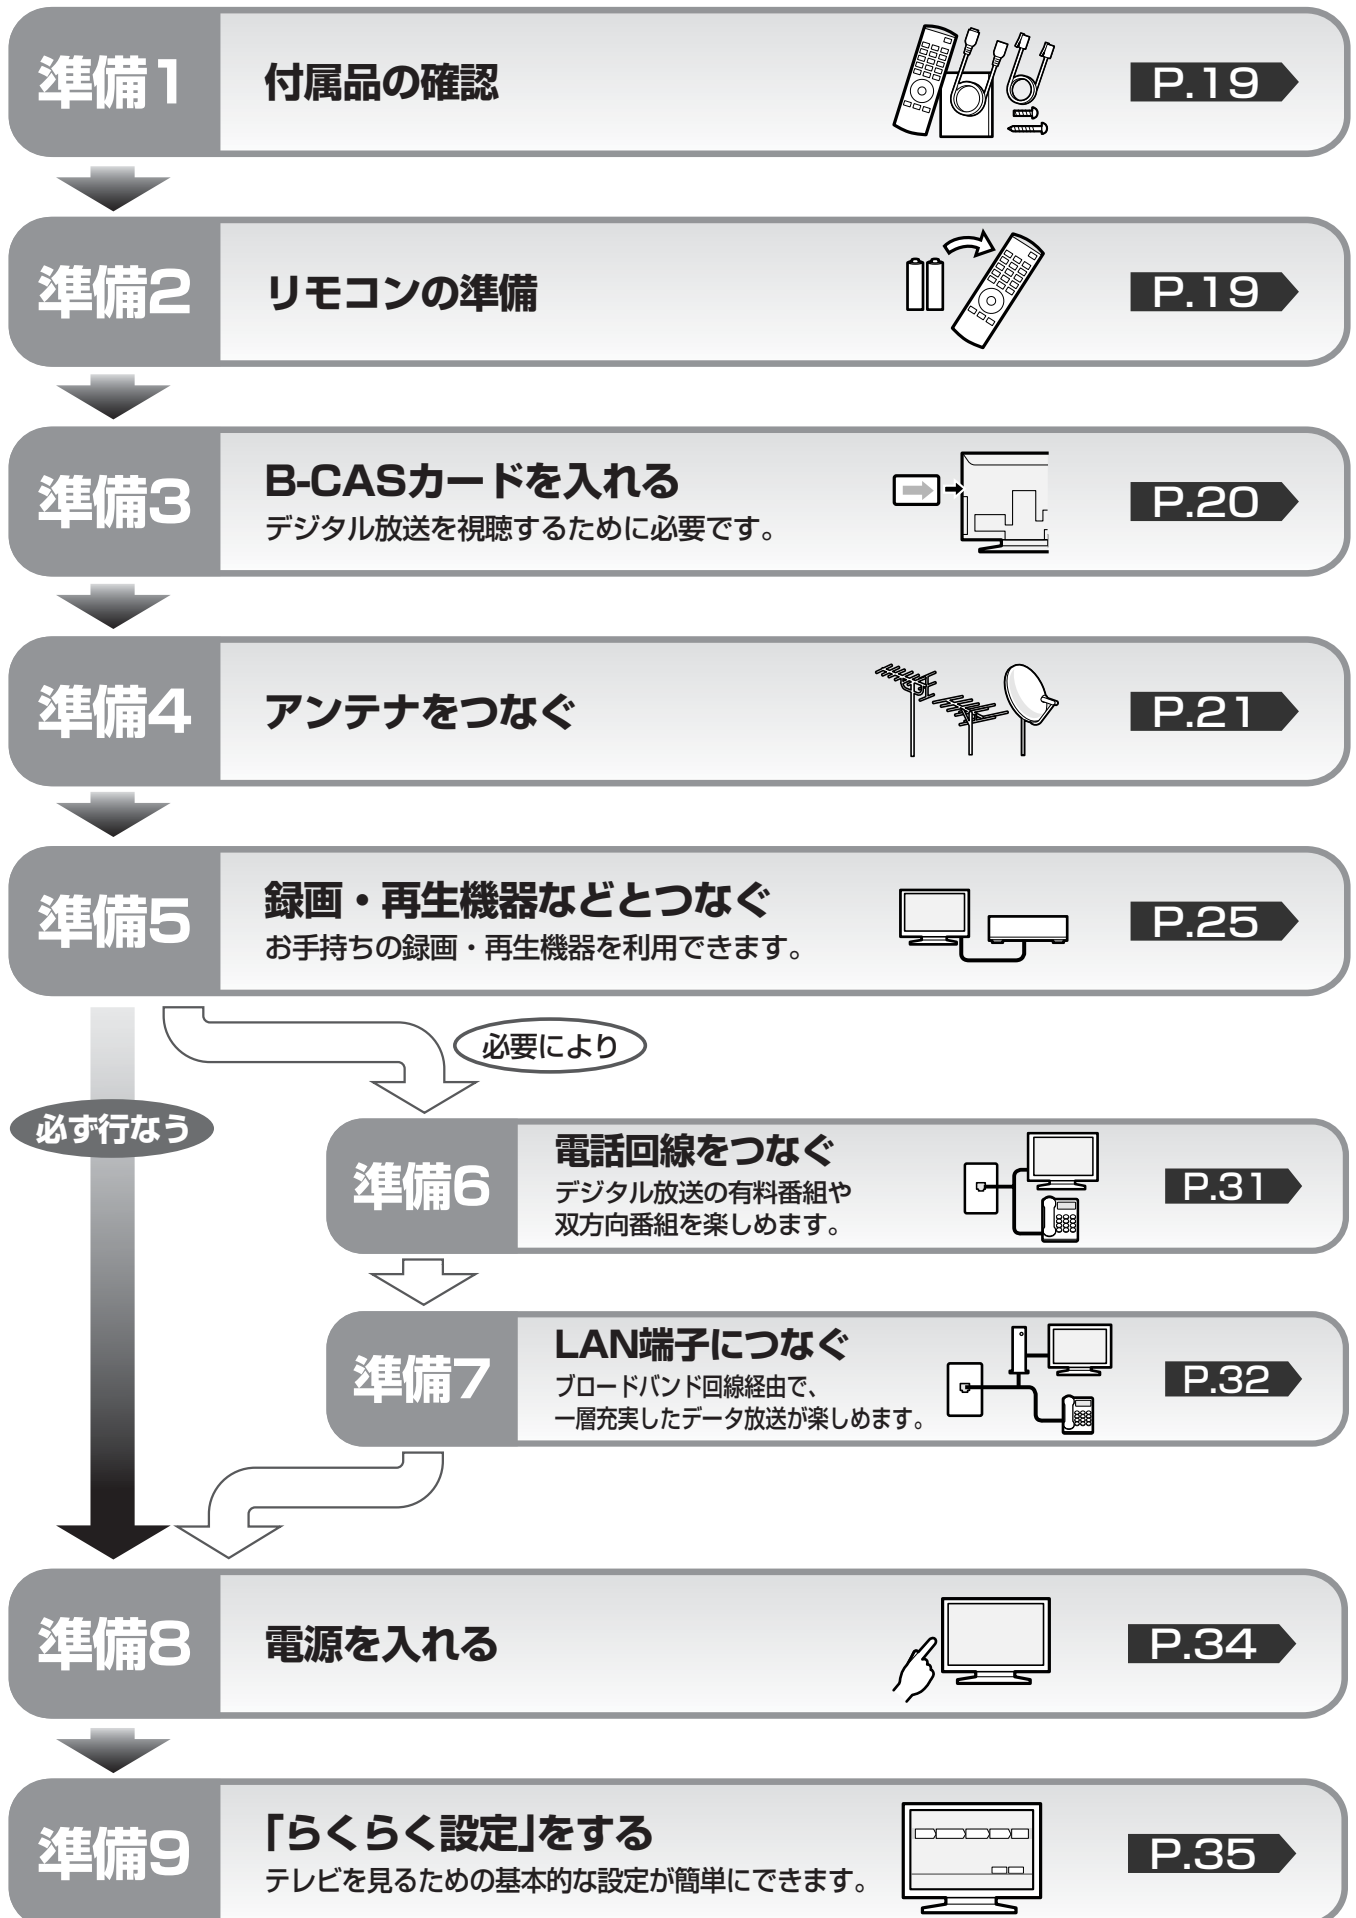 準備1
付属品の確認
P.19
準備2
リモコンの準備
P.19
準備3
B-CASカードを入れる
デジタル放送を視聴するために必要です。
P.20
準備4
アンテナをつなぐ
P.21
準備5
録画・再生機器などとつなぐ
お手持ちの録画・再生機器を利用できます。
P.25
必要により
必ず行なう
準備6
電話回線をつなぐ
デジタル放送の有料番組や
双方向番組を楽しめます。
P.31
準備7
LAN端子につなぐ
ブロードバンド回線経由で、
一層充実したデータ放送が楽しめます。
P.32
準備8
電源を入れる
P.34
準備9
「らくらく設定」をする
テレビを見るための基本的な設定が簡単にできます。
P.35